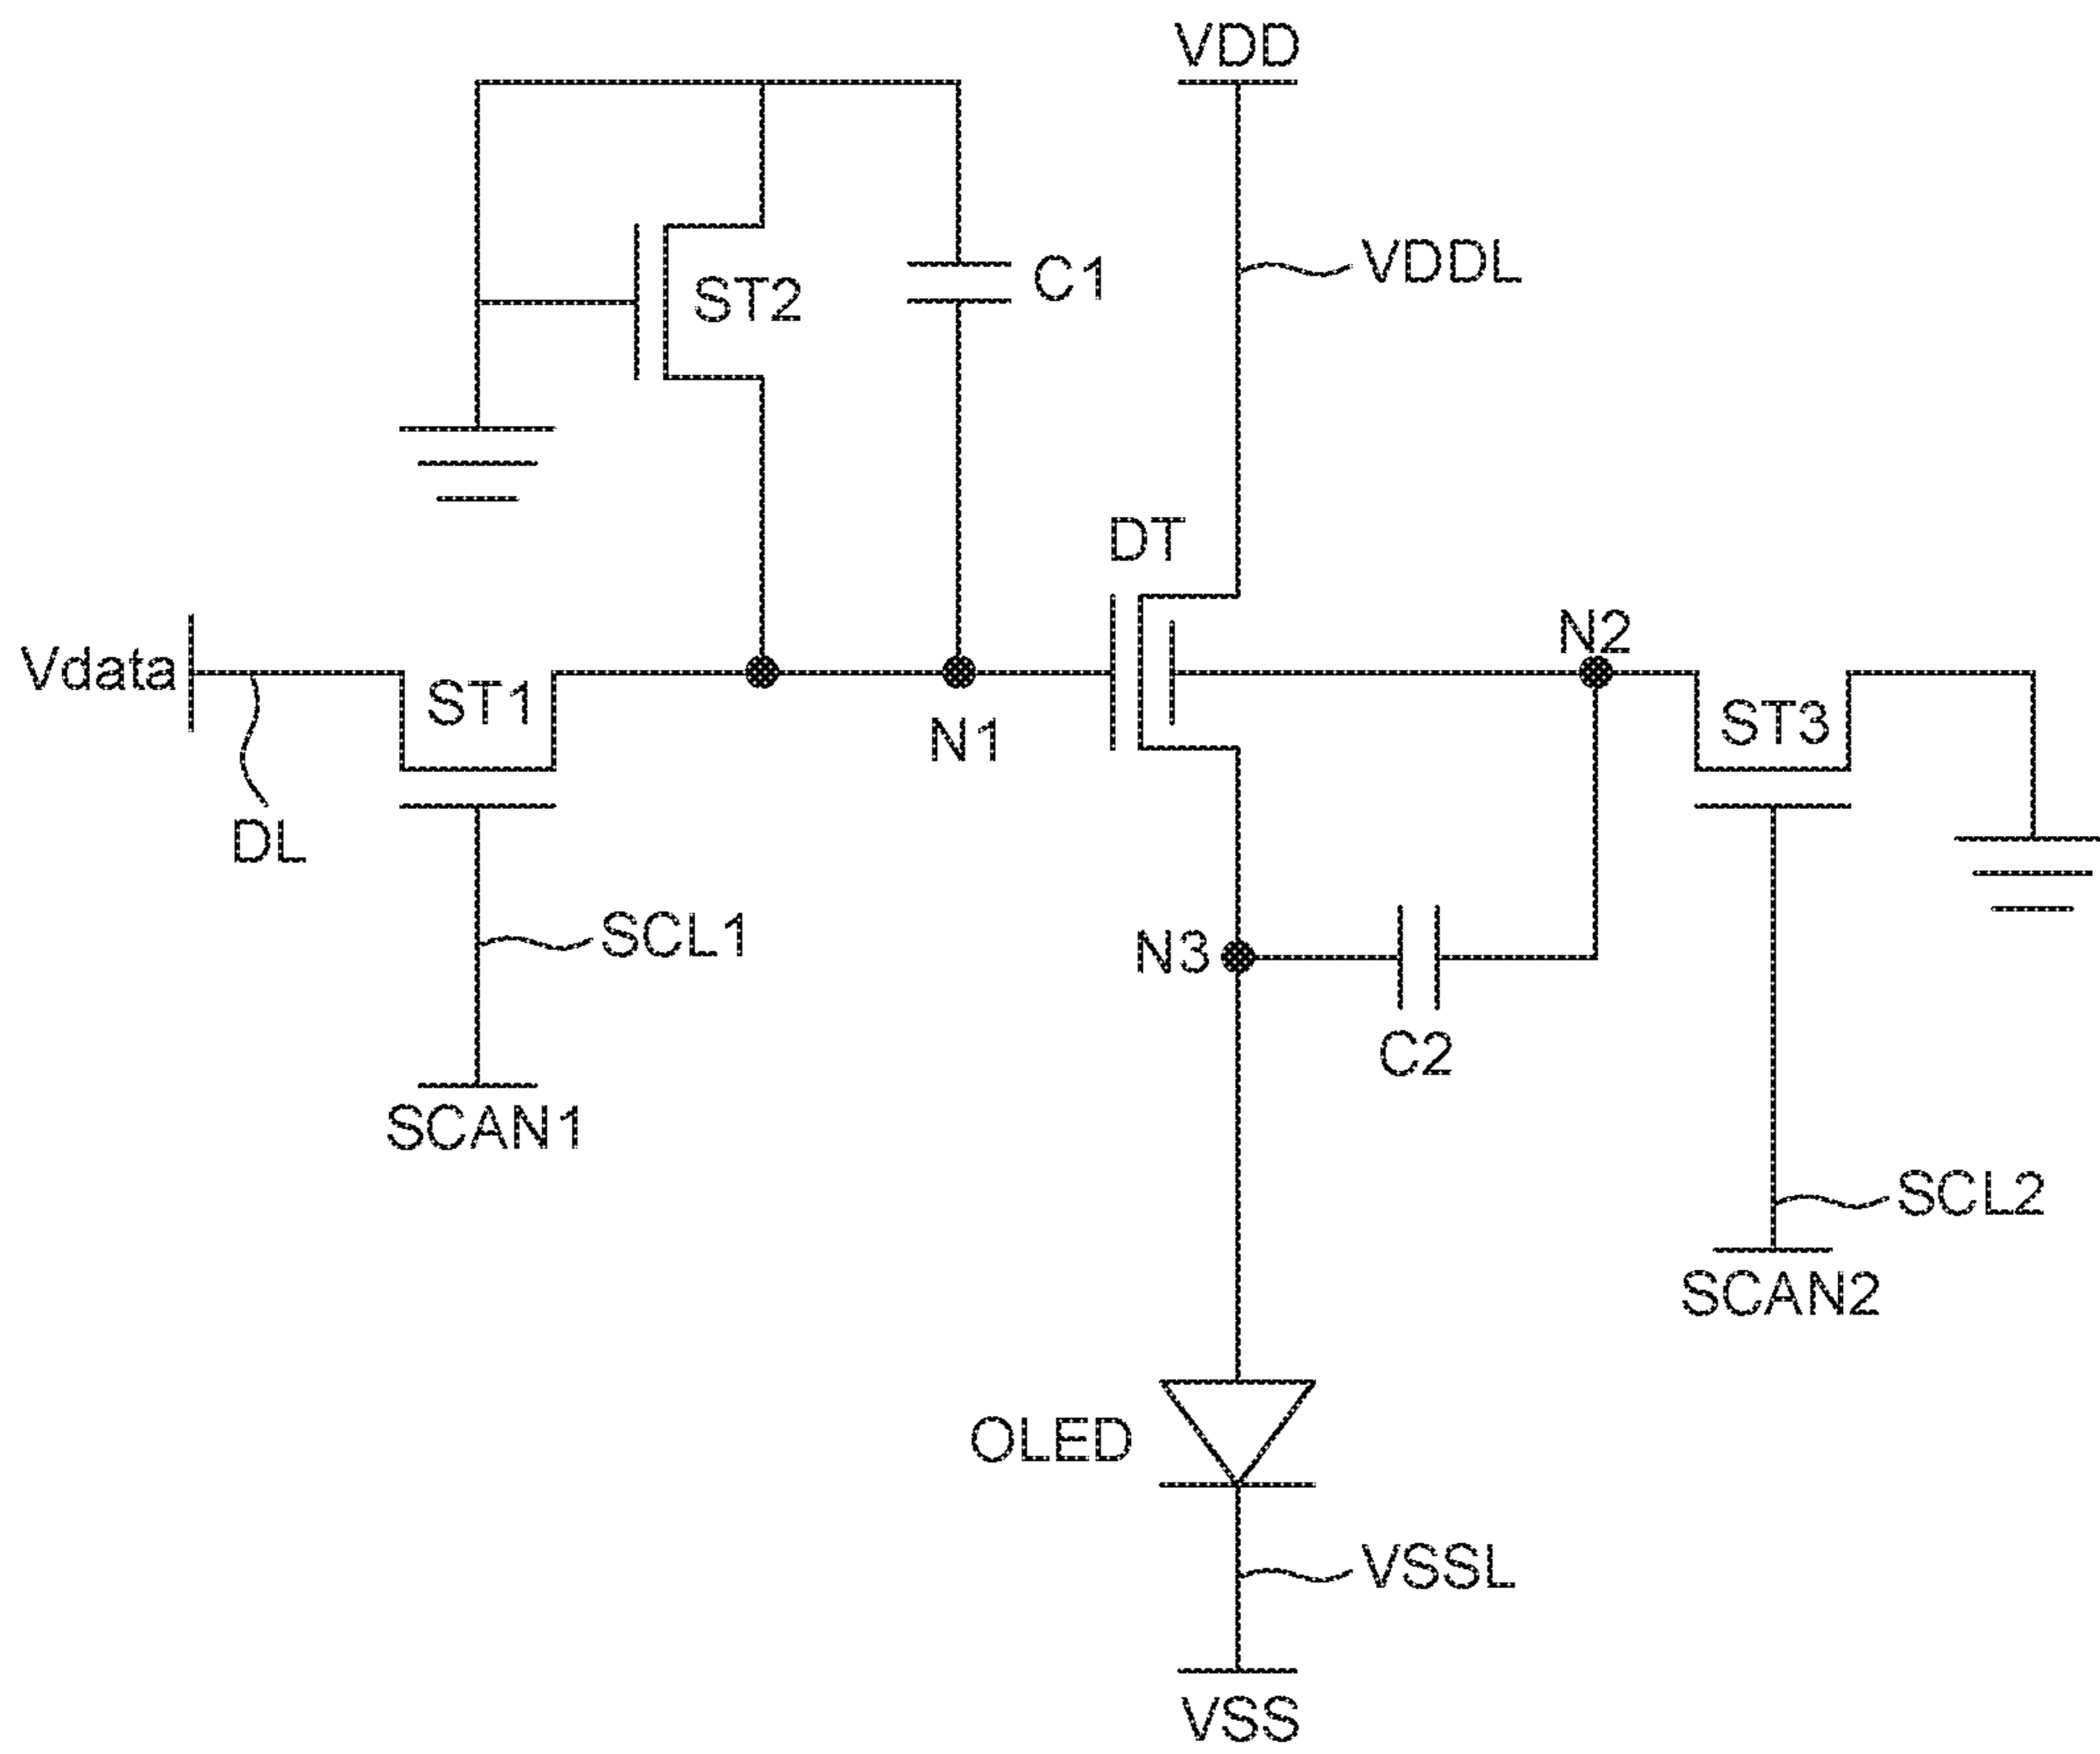 VDD
VDDL
ST2
C1
DT
N2
Vdata
ST1
N1
ST3
DL
SCL1
N3
C2
SCAN1
SCL2
SCAN2
OLED
VSSL
VSS